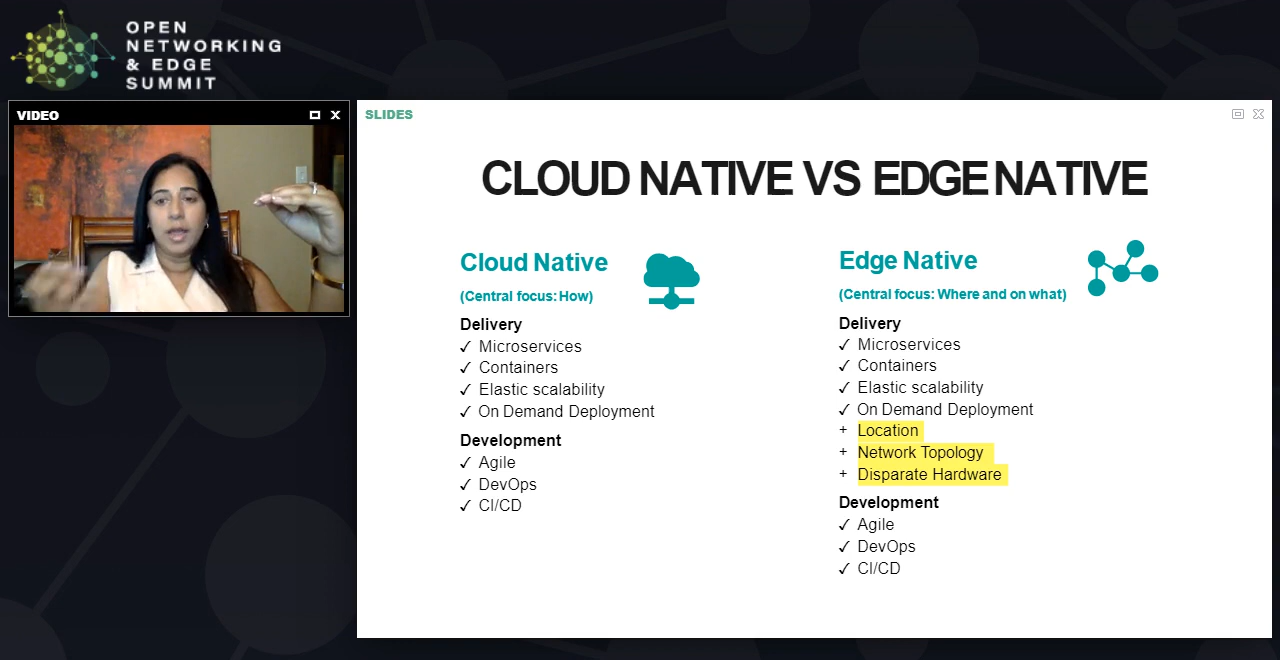 OPEN
NETWORKING
& EDGE
SUMMIT
VIDEO
SLIDES
CLOUD NATIVE VS EDGE NATIVE
Cloud Native
(Central focus: How)
Delivery
✓ Microservices
✓ Containers
✓ Elastic scalability
✓ On Demand Deployment
Development
✓ Agile
✓ DevOps
✓ CI/CD
Edge Native
(Central focus: Where and on what)
Delivery
✓ Microservices
✓ Containers
✓ Elastic scalability
✓ On Demand Deployment
+ Location
+ Network Topology
+ Disparate Hardware
Development
✓ Agile
✓ DevOps
✓ CI/CD